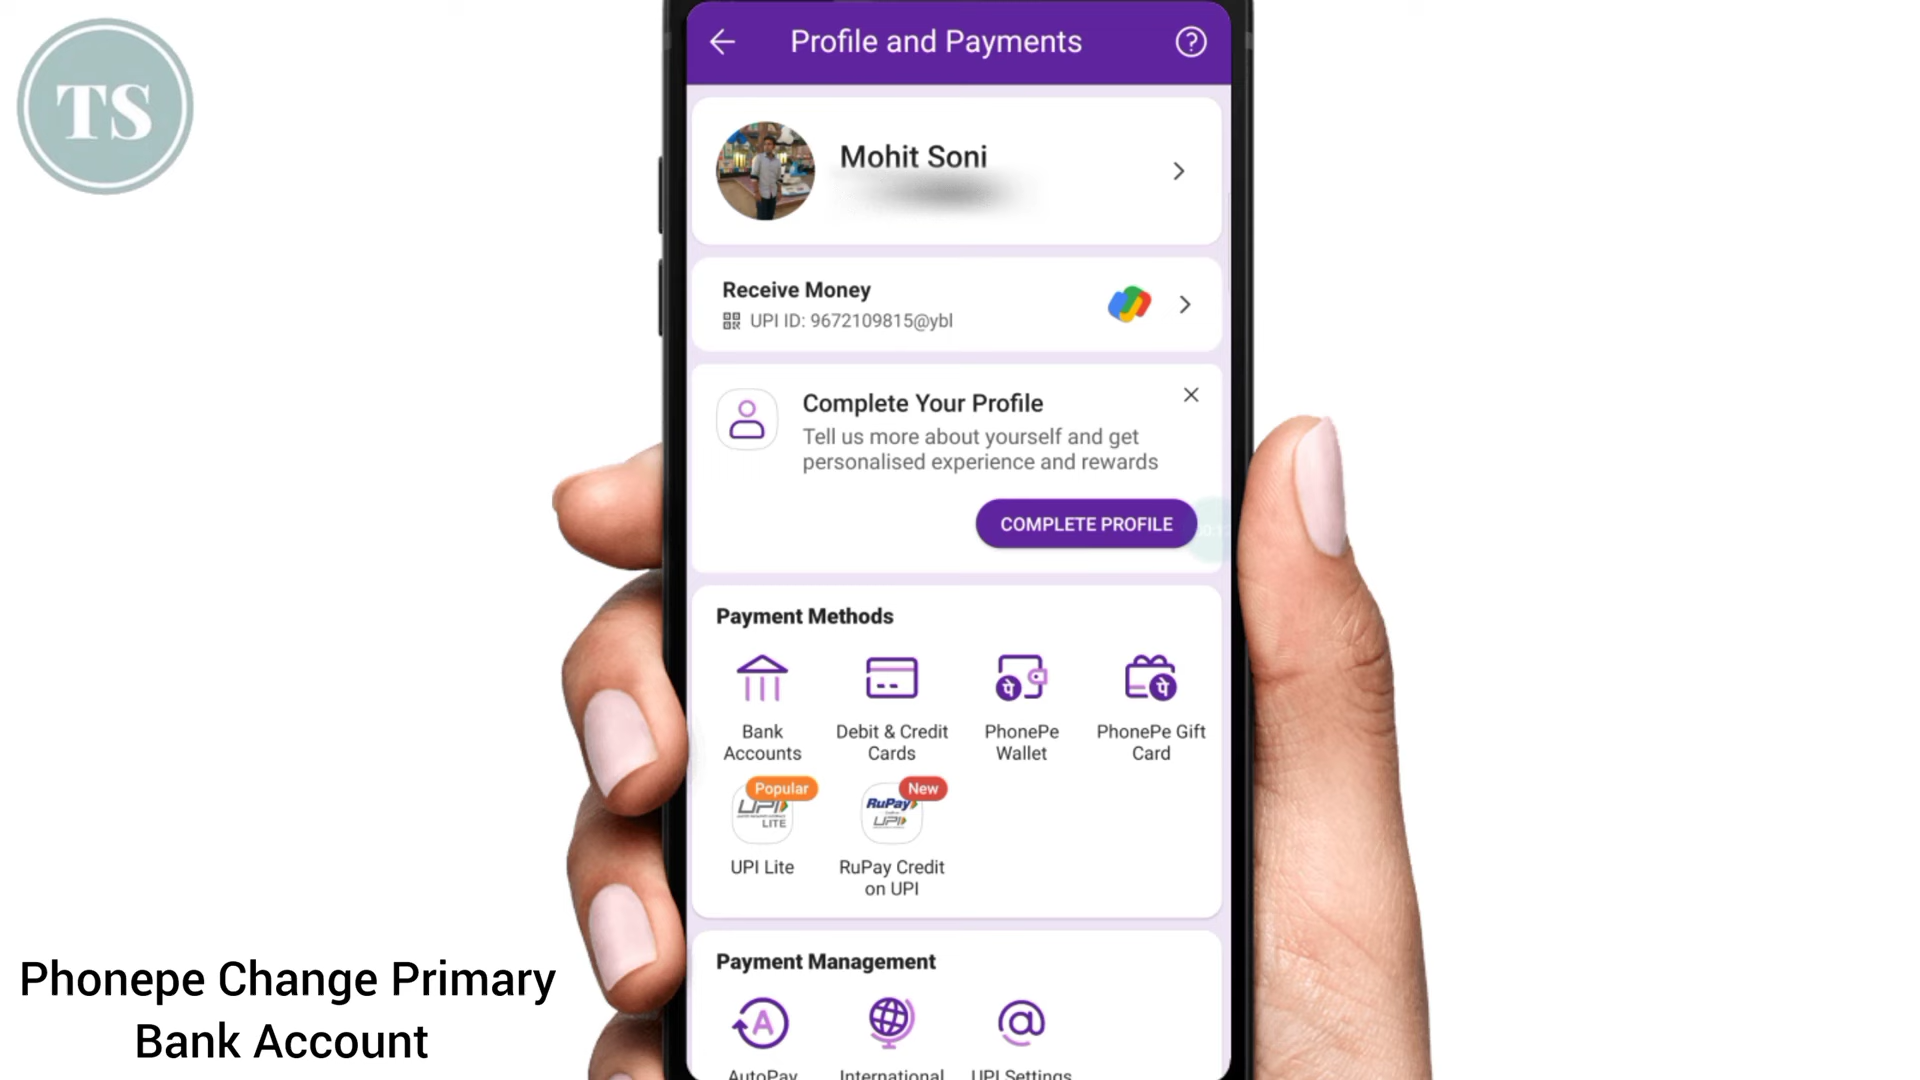 TS
Profile and Payments
Mohit Soni
Receive Money
UPI ID: 9672109815@ybl
Complete Your Profile
Tell us more about yourself and get
personalised experience and rewards
COMPLETE PROFILE
Payment Methods
Bank
Accounts
Debit & Credit
Cards
PhonePe
Wallet
PhonePe Gift
Card
Popular
UPI
LITE
UPI Lite
New
RuPay
UPI
RuPay Credit
on UPI
Payment Management
AutoPay
International
UPI Settings
Phonepe Change Primary
Bank Account